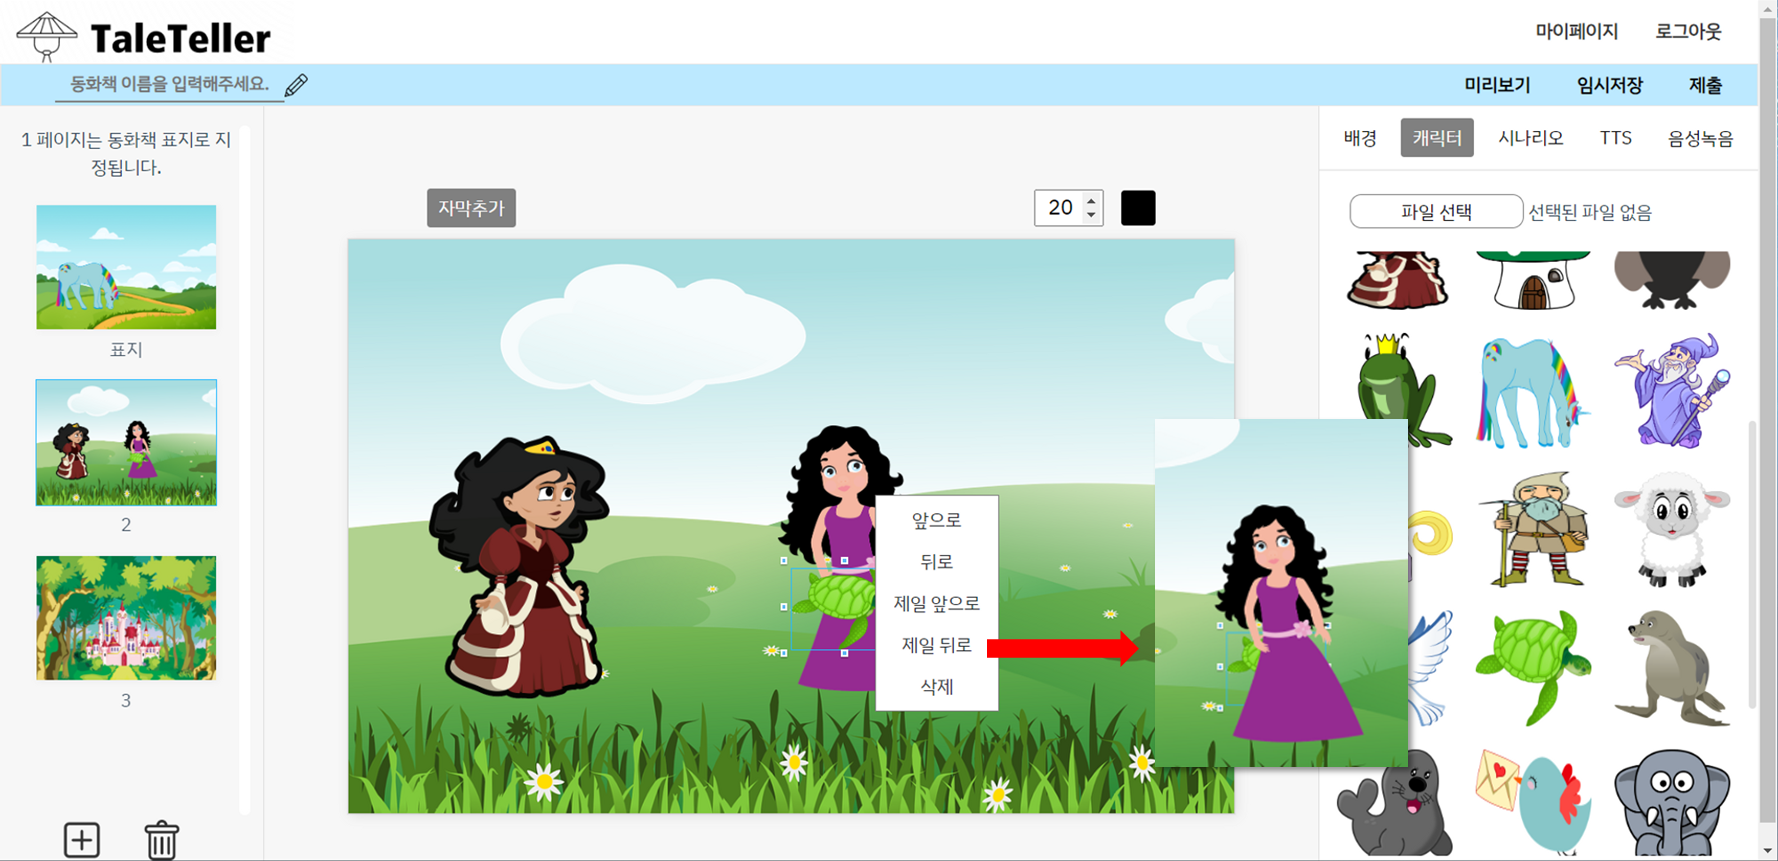 TaleTeller
마이페이지
로그아웃
동화책 이름을 입력해주세요.
미리보기
임시저장
제출
1 페이지는 동화책 표지로 지
정됩니다.
표지
2
3
자막추가
20
앞으로
뒤로
제일 앞으로
제일 뒤로
삭제
배경
캐릭터
시나리오
TTS
음성녹음
파일 선택
선택된 파일 없음